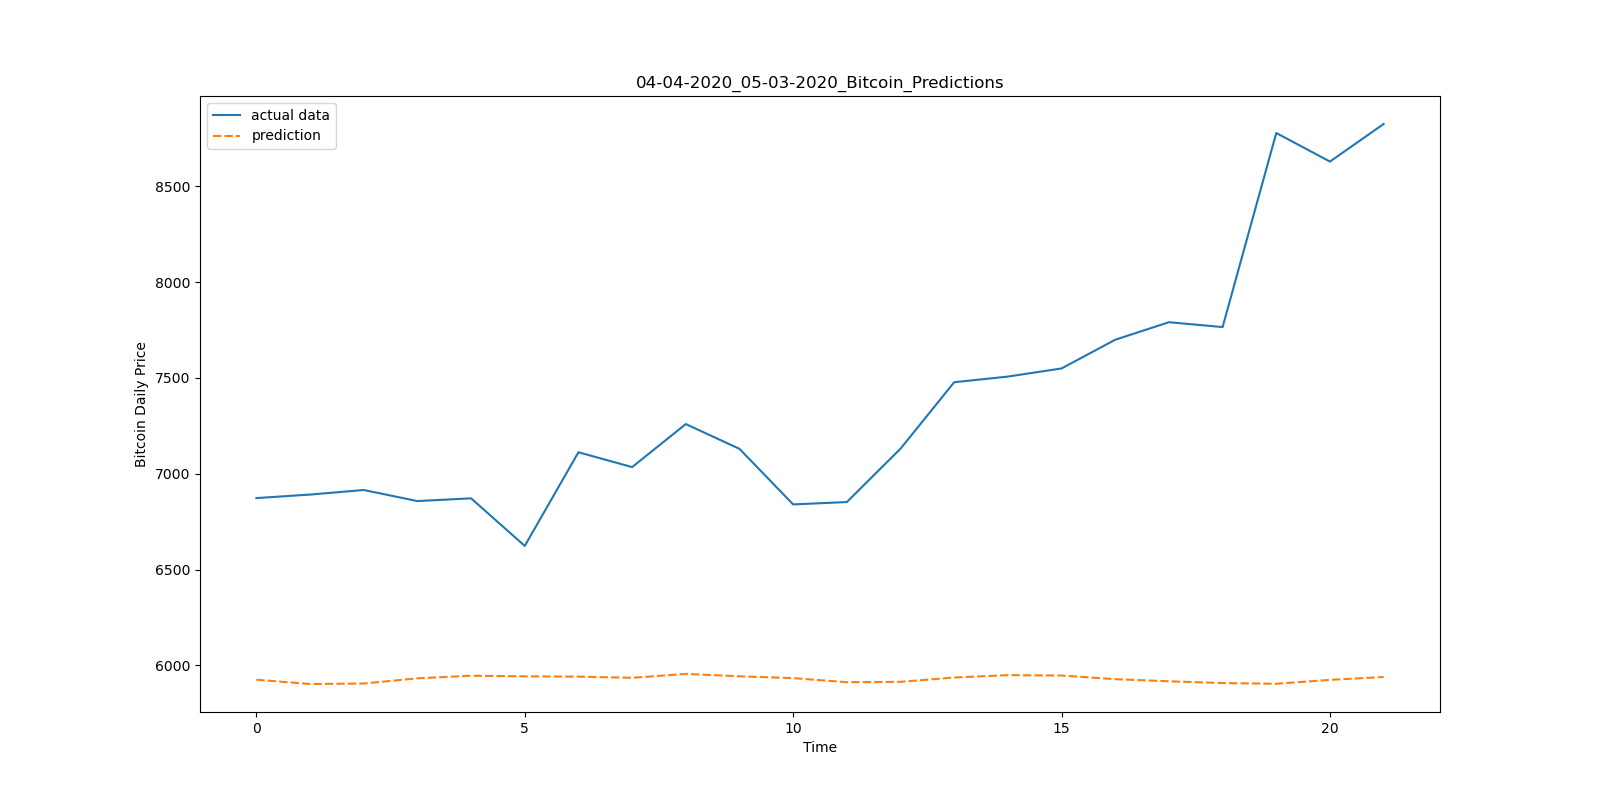 04-04-2020_05-03-2020_Bitcoin_Predictions
actual data
prediction
8500
8000
7500
7000
6500
6000
Bitcoin Daily Price
0 5 10 15 20
Time